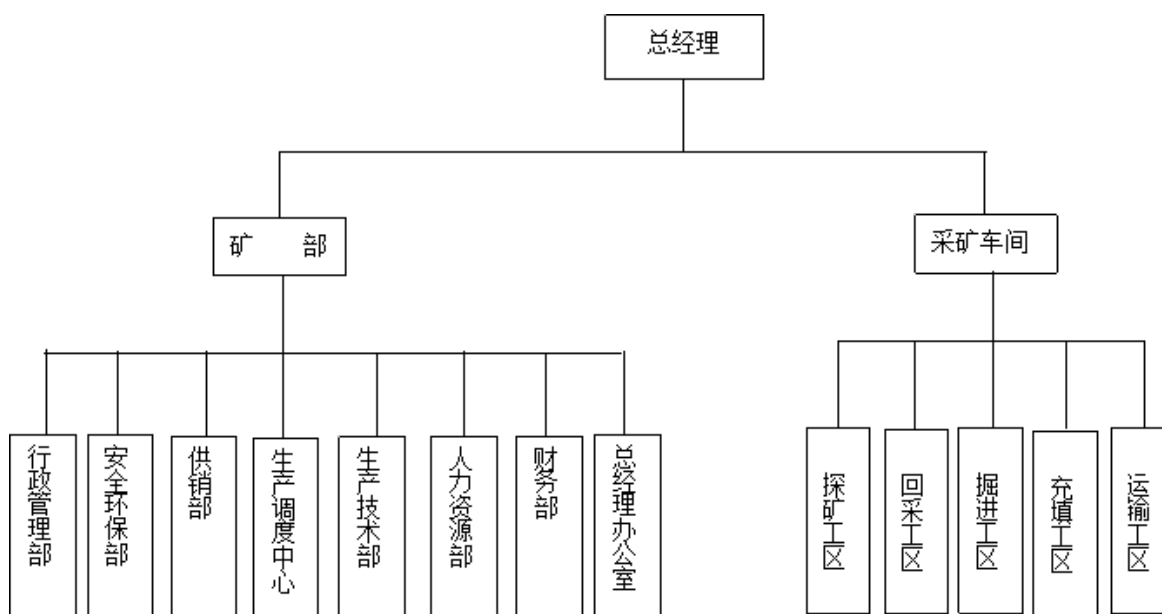 总经理
矿 部
采矿车间
行政管理部
安全环保部
供销部
生产调度中心
生产技术部
人力资源部
财务部
总经理办公室
探矿工区
回采工区
掘进工区
充填工区
运输工区